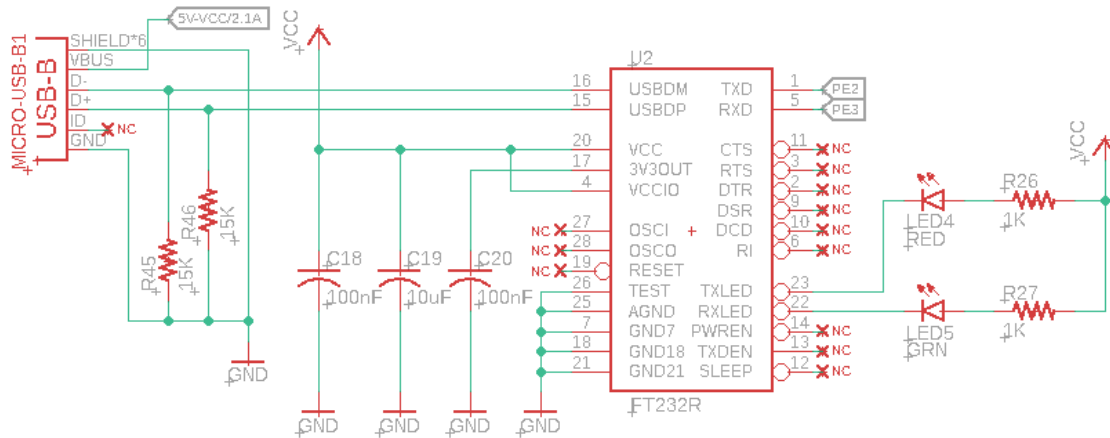 5V-VCC/2.1A
MICRO-USB-B1
USB-B
SHIELD*6
VBUS
D-
D+
ID
NC
GND
R45
15K
R46
15K
GND
VCC
C18
100nF
GND
C19
10uF
GND
C20
100nF
GND
GND
U2
16 USBDM TXD 1 PE2
15 USBDP RXD 5 PE3
20 VCC CTS 11 NC
17 3V3OUT RTS 3 NC
4 VCCIO DTR 2 NC
DSR 9 NC
NC 27 OSCI DCD 10 NC
NC 28 OSCO RI 6 NC
NC 19 RESET
26 TEST TXLED 23
25 AGND RXLED 22
7 GND7 PWREN 14 NC
18 GND18 TXDEN 13 NC
21 GND21 SLEEP 12 NC
FT232R
VCC
R26
1K
LED4
RED
R27
1K
LED5
GRN